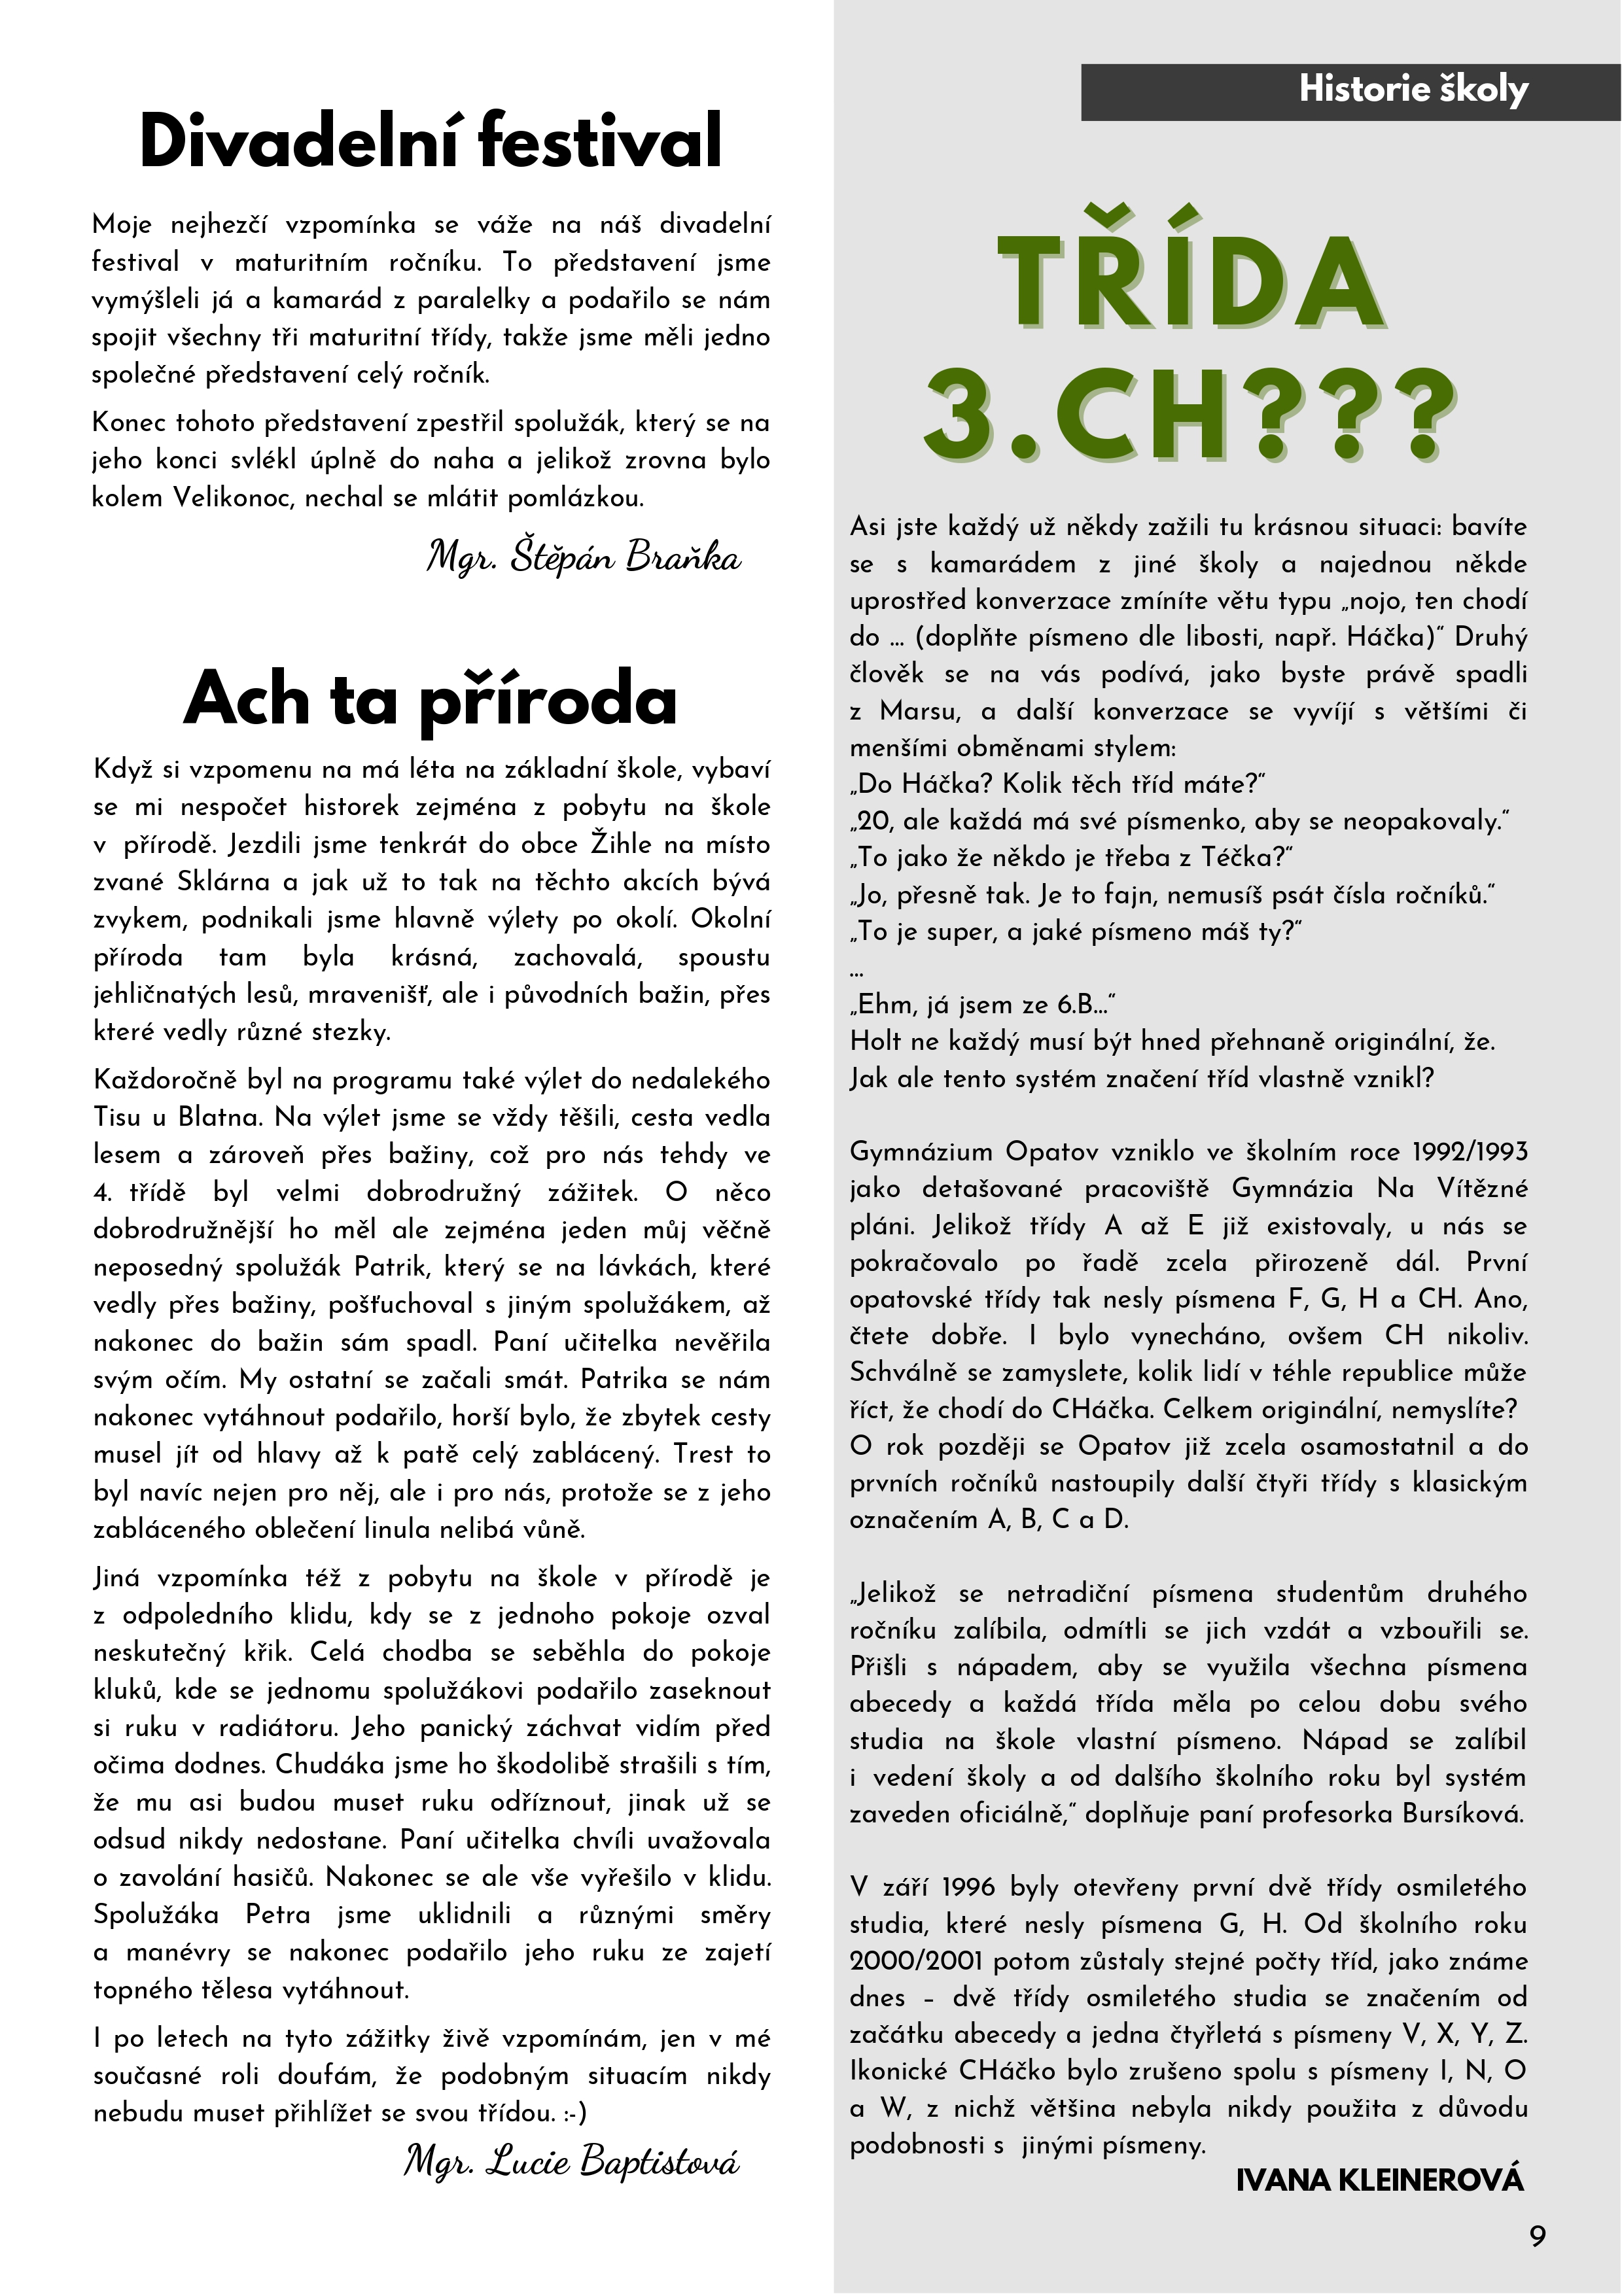 Divadelní festival
Moje nejhezčí vzpomínka se váže na náš divadelní
festival v maturitním ročníku. To představení jsme
vymýšleli já a kamarád z paralelky a podařilo se nám
spojit všechny tři maturitní třídy, takže jsme měli jedno
společné představení celý ročník.
Konec tohoto představení zpestřil spolužák, který se na
jeho konci svlékl úplně do naha a jelikož zrovna bylo
kolem Velikonoc, nechal se mlátit pomlázkou.
Mgr. Štěpán Braňka
Ach ta příroda
Když si vzpomenu na má léta na základní škole, vybaví
se mi nespočet historek zejména z pobytu na škole
v přírodě. Jezdili jsme tenkrát do obce Žihle na místo
zvané Sklárna a jak už to tak na těchto akcích bývá
zvykem, podnikali jsme hlavně výlety po okolí. Okolní
příroda tam byla krásná, zachovalá, spoustu
jehličnatých lesů, mravenišť, ale i původních bažin, přes
které vedly různé stezky.
Každoročně byl na programu také výlet do nedalekého
Tisu u Blatna. Na výlet jsme se vždy těšili, cesta vedla
lesem a zároveň přes bažiny, což pro nás tehdy ve
4. třídě byl velmi dobrodružný zážitek. O něco
dobrodružnější ho měl ale zejména jeden můj věčně
neposedný spolužák Patrik, který se na lávkách, které
vedly přes bažiny, pošťuchoval s jiným spolužákem, až
nakonec do bažin sám spadl. Paní učitelka nevěřila
svým očím. My ostatní se začali smát. Patrika se nám
nakonec vytáhnout podařilo, horší bylo, že zbytek cesty
musel jít od hlavy až k patě celý zablácený. Trest to
byl navíc nejen pro něj, ale i pro nás, protože se z jeho
zabláceného oblečení linula nelibá vůně.
Jiná vzpomínka též z pobytu na škole v přírodě je
z odpoledního klidu, kdy se z jednoho pokoje ozval
neskutečný křik. Celá chodba se seběhla do pokoje
kluků, kde se jednomu spolužákovi podařilo zaseknout
si ruku v radiátoru. Jeho panický záchvat vidím před
očima dodnes. Chudáka jsme ho škodolibě strašili s tím,
že mu asi budou muset ruku odříznout, jinak už se
odsud nikdy nedostane. Paní učitelka chvíli uvažovala
o zavolání hasičů. Nakonec se ale vše vyřešilo v klidu.
Spolužáka Petra jsme uklidnili a různými směry
a manévry se nakonec podařilo jeho ruku ze zajetí
topného tělesa vytáhnout.
I po letech na tyto zážitky živě vzpomínám, jen v mé
současné roli doufám, že podobným situacím nikdy
nebudu muset přihlížet se svou třídou. :-)
Mgr. Lucie Baptistová
Historie školy
TŘÍDA
3.CH???
Asi jste každý už někdy zažili tu krásnou situaci: bavíte
se s kamarádem z jiné školy a najednou někde
uprostřed konverzace zmíníte větu typu „nojo, ten chodí
do ... (doplňte písmeno dle libosti, např. Háčka)“ Druhý
člověk se na vás podívá, jako byste právě spadli
z Marsu, a další konverzace se vyvíjí s většími či
menšími obměnami stylem:
„Do Háčka? Kolik těch tříd máte?“
„20, ale každá má své písmenko, aby se neopakovaly.“
„To jako že někdo je třeba z Téčka?“
„Jo, přesně tak. Je to fajn, nemusíš psát čísla ročníků.“
„To je super, a jaké písmeno máš ty?“
...
„Ehm, já jsem ze 6.B...“
Holt ne každý musí být hned přehnaně originální, že.
Jak ale tento systém značení tříd vlastně vznikl?
Gymnázium Opatov vzniklo ve školním roce 1992/1993
jako detašované pracoviště Gymnázia Na Vítězné
pláni. Jelikož třídy A až E již existovaly, u nás se
pokračovalo po řadě zcela přirozeně dál. První
opatovské třídy tak nesly písmena F, G, H a CH. Ano,
čtete dobře. I bylo vynecháno, ovšem CH nikoliv.
Schválně se zamyslete, kolik lidí v téhle republice může
říct, že chodí do CHáčka. Celkem originální, nemyslíte?
O rok později se Opatov již zcela osamostatnil a do
prvních ročníků nastoupily další čtyři třídy s klasickým
označením A, B, C a D.
„Jelikož se netradiční písmena studentům druhého
ročníku zalíbila, odmítli se jich vzdát a vzbouřili se.
Přišli s nápadem, aby se využila všechna písmena
abecedy a každá třída měla po celou dobu svého
studia na škole vlastní písmeno. Nápad se zalíbil
i vedení školy a od dalšího školního roku byl systém
zaveden oficiálně,“ doplňuje paní profesorka Bursíková.
V září 1996 byly otevřeny první dvě třídy osmiletého
studia, které nesly písmena G, H. Od školního roku
2000/2001 potom zůstaly stejné počty tříd, jako známe
dnes – dvě třídy osmiletého studia se značením od
začátku abecedy a jedna čtyřletá s písmeny V, X, Y, Z.
Ikonické CHáčko bylo zrušeno spolu s písmeny I, N, O
a W, z nichž většina nebyla nikdy použita z důvodu
podobnosti s jinými písmeny.
IVANA KLEINEROVÁ
9